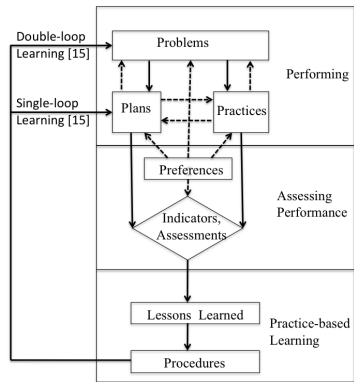 Double-loop
Learning [15]
Problems
Performing
Single-loop
Learning [15]
Plans
Practices
Preferences
Assessing
Performance
Indicators,
Assessments
Lessons Learned
Practice-based
Learning
Procedures